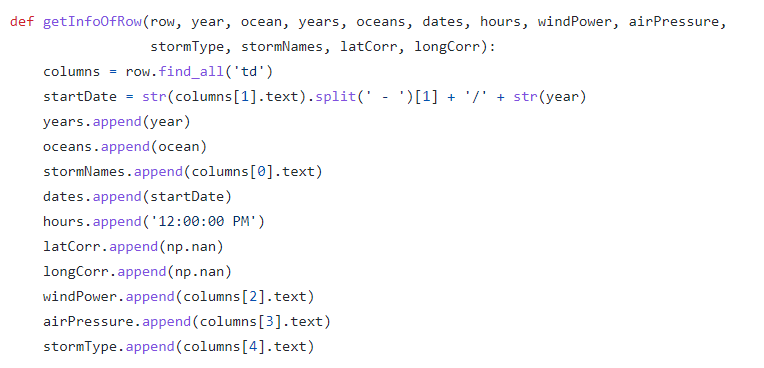 def getInfoOfRow(row, year, ocean, years, oceans, dates, hours, windPower, airPressure,
                 stormType, stormNames, latCorr, longCorr):
    columns = row.find_all('td')
    startDate = str(columns[1].text).split(' - ')[1] + '/' + str(year)
    years.append(year)
    oceans.append(ocean)
    stormNames.append(columns[0].text)
    dates.append(startDate)
    hours.append('12:00:00 PM')
    latCorr.append(np.nan)
    longCorr.append(np.nan)
    windPower.append(columns[2].text)
    airPressure.append(columns[3].text)
    stormType.append(columns[4].text)